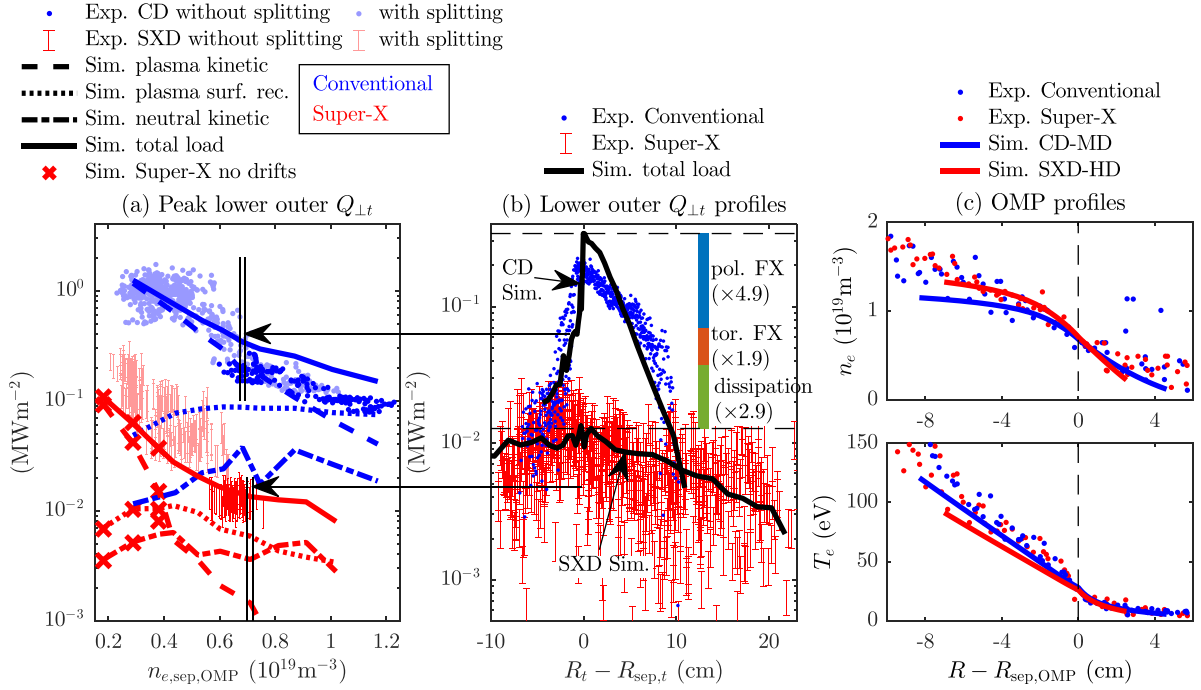 Exp. CD without splitting
with splitting
Exp. SXD without splitting
with splitting
Sim. plasma kinetic
Sim. plasma surf. rec.
Sim. neutral kinetic
Sim. total load
Sim. Super-X no drifts
Conventional
Super-X
Exp. Conventional
Exp. Super-X
Sim. total load
Exp. Conventional
Exp. Super-X
Sim. CD-MD
Sim. SXD-HD
(a) Peak lower outer Q⊥t
(MWm⁻²)
10⁰
10⁻¹
10⁻²
10⁻³
0.2
0.4
0.6
0.8
1
1.2
nₑ,sep,OMP (10¹⁹m⁻³)
(b) Lower outer Q⊥t profiles
(MWm⁻²)
10⁻¹
10⁻²
10⁻³
CD
Sim.
pol. FX
(×4.9)
tor. FX
(×1.9)
dissipation
(×2.9)
SXD Sim.
-10
0
10
20
Rt − Rsep,t (cm)
(c) OMP profiles
nₑ (10¹⁹m⁻³)
2
1
0
-8
-4
0
4
Tₑ (eV)
150
100
50
0
-8
-4
0
4
R − Rsep,OMP (cm)